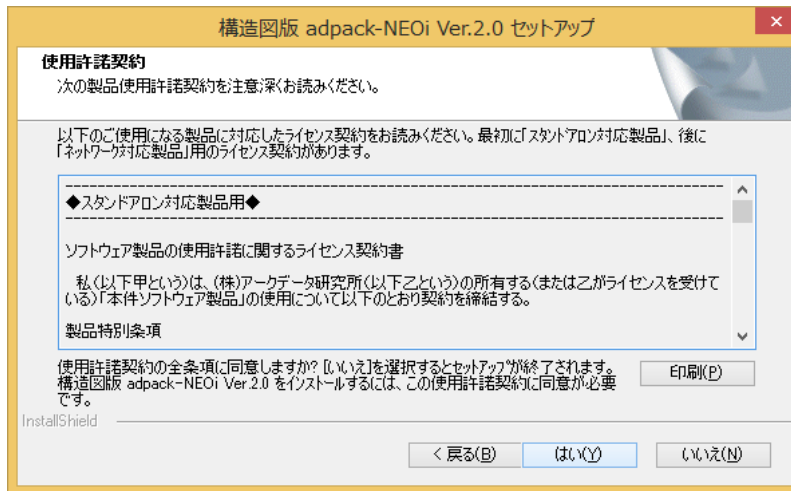 構造図版 adpack-NEOi Ver.2.0 セットアップ
使用許諾契約
次の製品使用許諾契約を注意深くお読みください。
以下のご使用になる製品に対応したライセンス契約をお読みください。最初に「スタンドアロン対応製品」、後に
「ネットワーク対応製品」用のライセンス契約があります。
--------------------------------------------------------------------------------
◆スタンドアロン対応製品用◆
--------------------------------------------------------------------------------
ソフトウェア製品の使用許諾に関するライセンス契約書
私(以下甲という)は、(株)アークデータ研究所(以下乙という)の所有する(または乙がライセンスを受けて
いる)「本件ソフトウェア製品」の使用について以下のとおり契約を締結する。
製品特別条項
使用許諾契約の全条項に同意しますか? [いいえ]を選択するとセットアップが終了されます。
構造図版 adpack-NEOi Ver.2.0 をインストールするには、この使用許諾契約に同意が必要
です。
印刷(P)
InstallShield
< 戻る(B)
はい(Y)
いいえ(N)